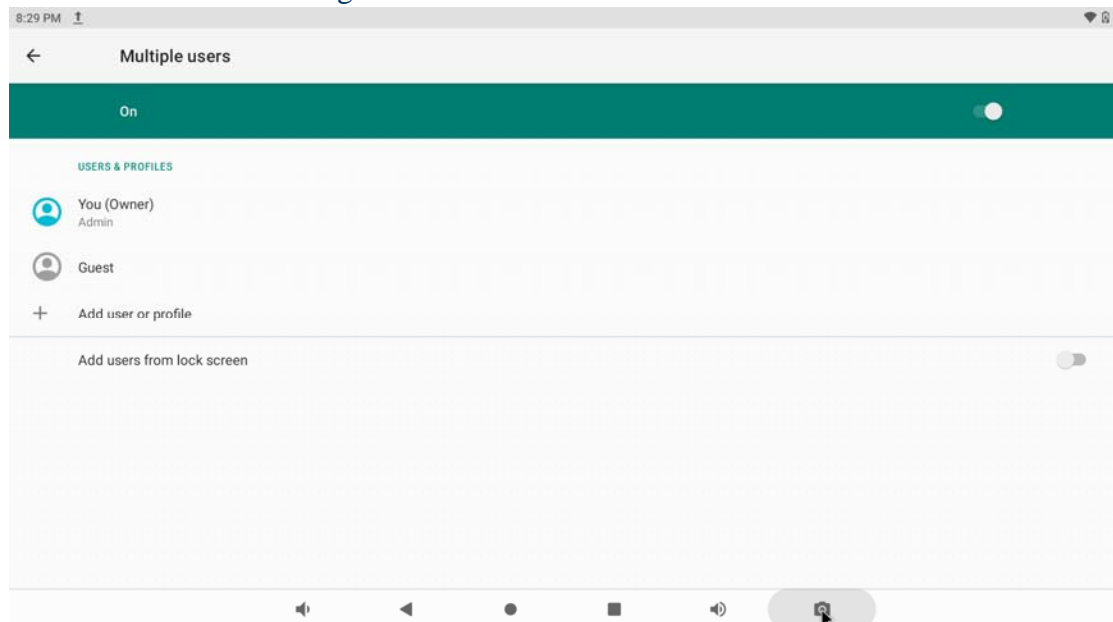 8:29 PM
Multiple users
On
USERS & PROFILES
You (Owner)
Admin
Guest
Add user or profile
Add users from lock screen